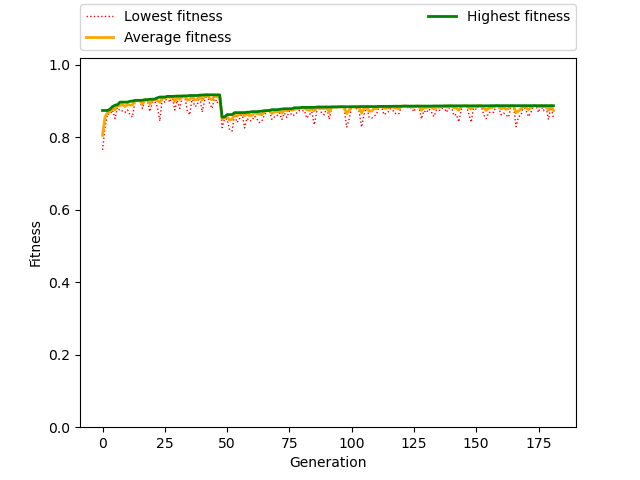 Lowest fitness
Average fitness
Highest fitness
1.0
0.8
0.6
0.4
0.2
0.0
Fitness
0 25 50 75 100 125 150 175
Generation